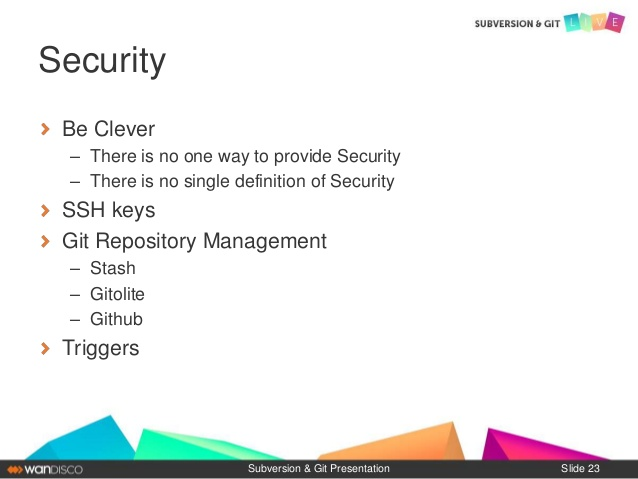 SUBVERSION & GIT LIVE
Security
Be Clever
– There is no one way to provide Security
– There is no single definition of Security
SSH keys
Git Repository Management
– Stash
– Gitolite
– Github
Triggers
WANDISCO Subversion & Git Presentation Slide 23